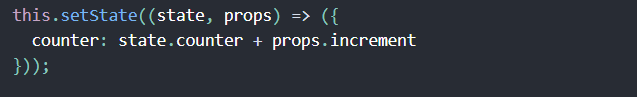 this.setState((state, props) => ({
  counter: state.counter + props.increment
}));